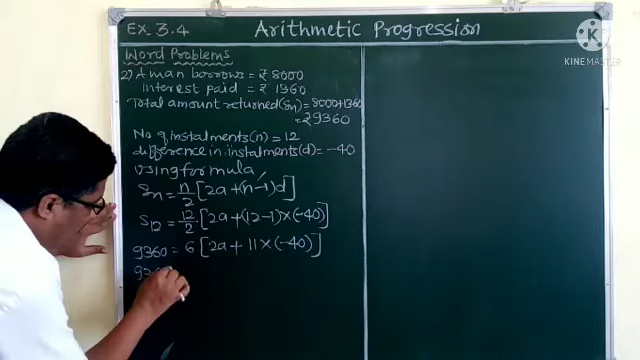 EX. 3.4
Arithmetic Progression
KINEMASTER
Word Problems
2) A man borrows = ₹ 8000
Interest paid = ₹ 1360
Total amount returned (Sn) = 8000+1360
= ₹ 9360
No of instalments (n) = 12
difference in instalments (d) = -40
using formula
Sn = n/2 [2a + (n-1)d]
S12 = 12/2 [2a + (12-1) × (-40)]
9360 = 6 [2a + 11 × (-40)]
936